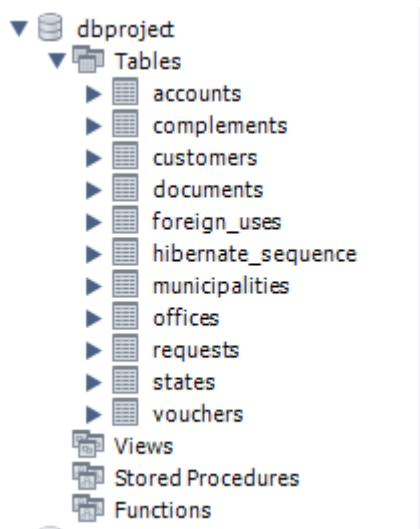 dbproject
Tables
accounts
complements
customers
documents
foreign_uses
hibernate_sequence
municipalities
offices
requests
states
vouchers
Views
Stored Procedures
Functions